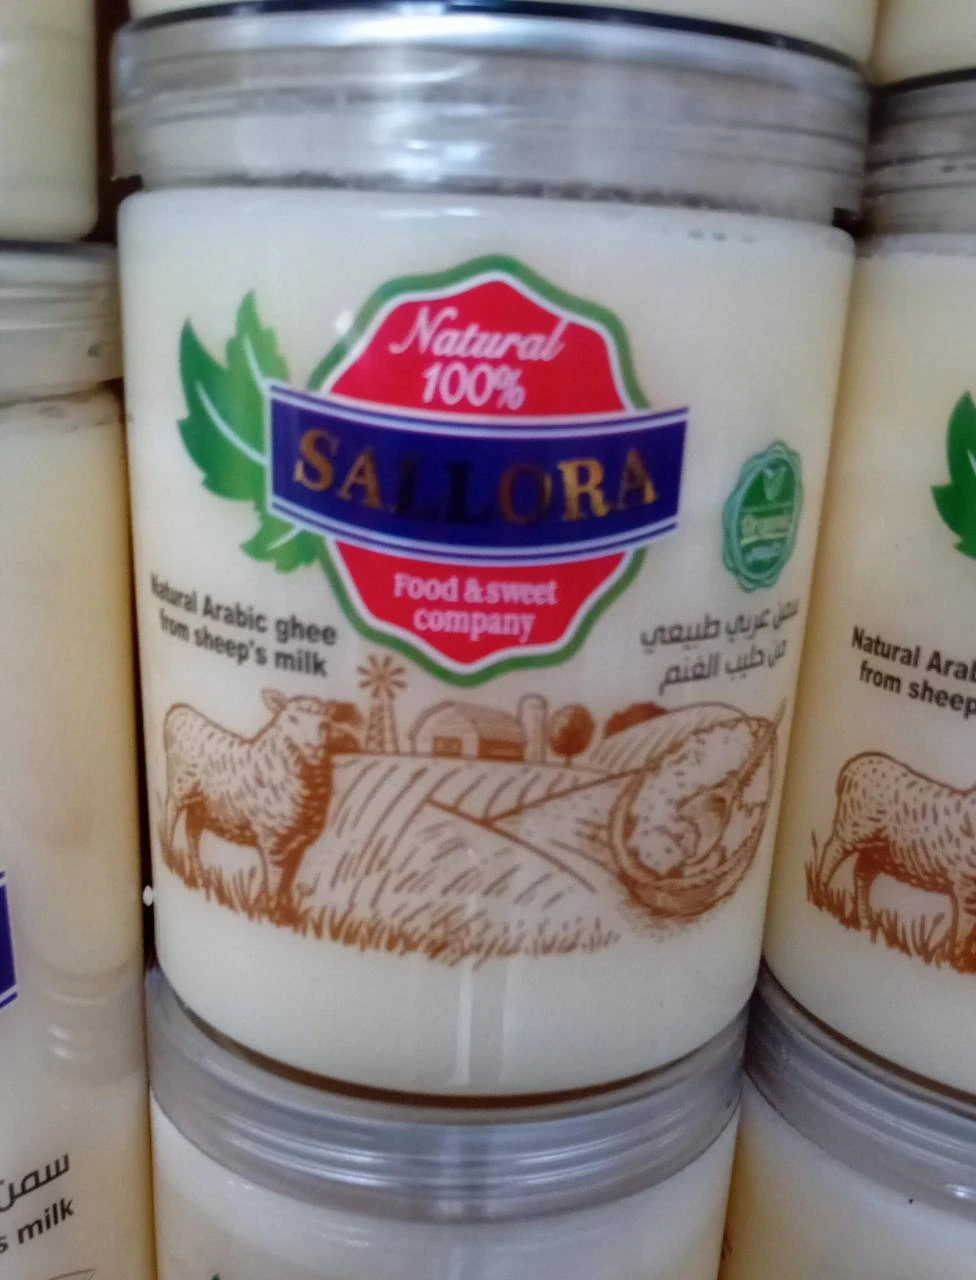 Natural
100%
SALLORA
Food & sweet
company
Natural Arabic ghee
from sheep's milk
سمن عربي طبيعي
من حليب الغنم
Natural Arab
from sheep
سمن
s milk